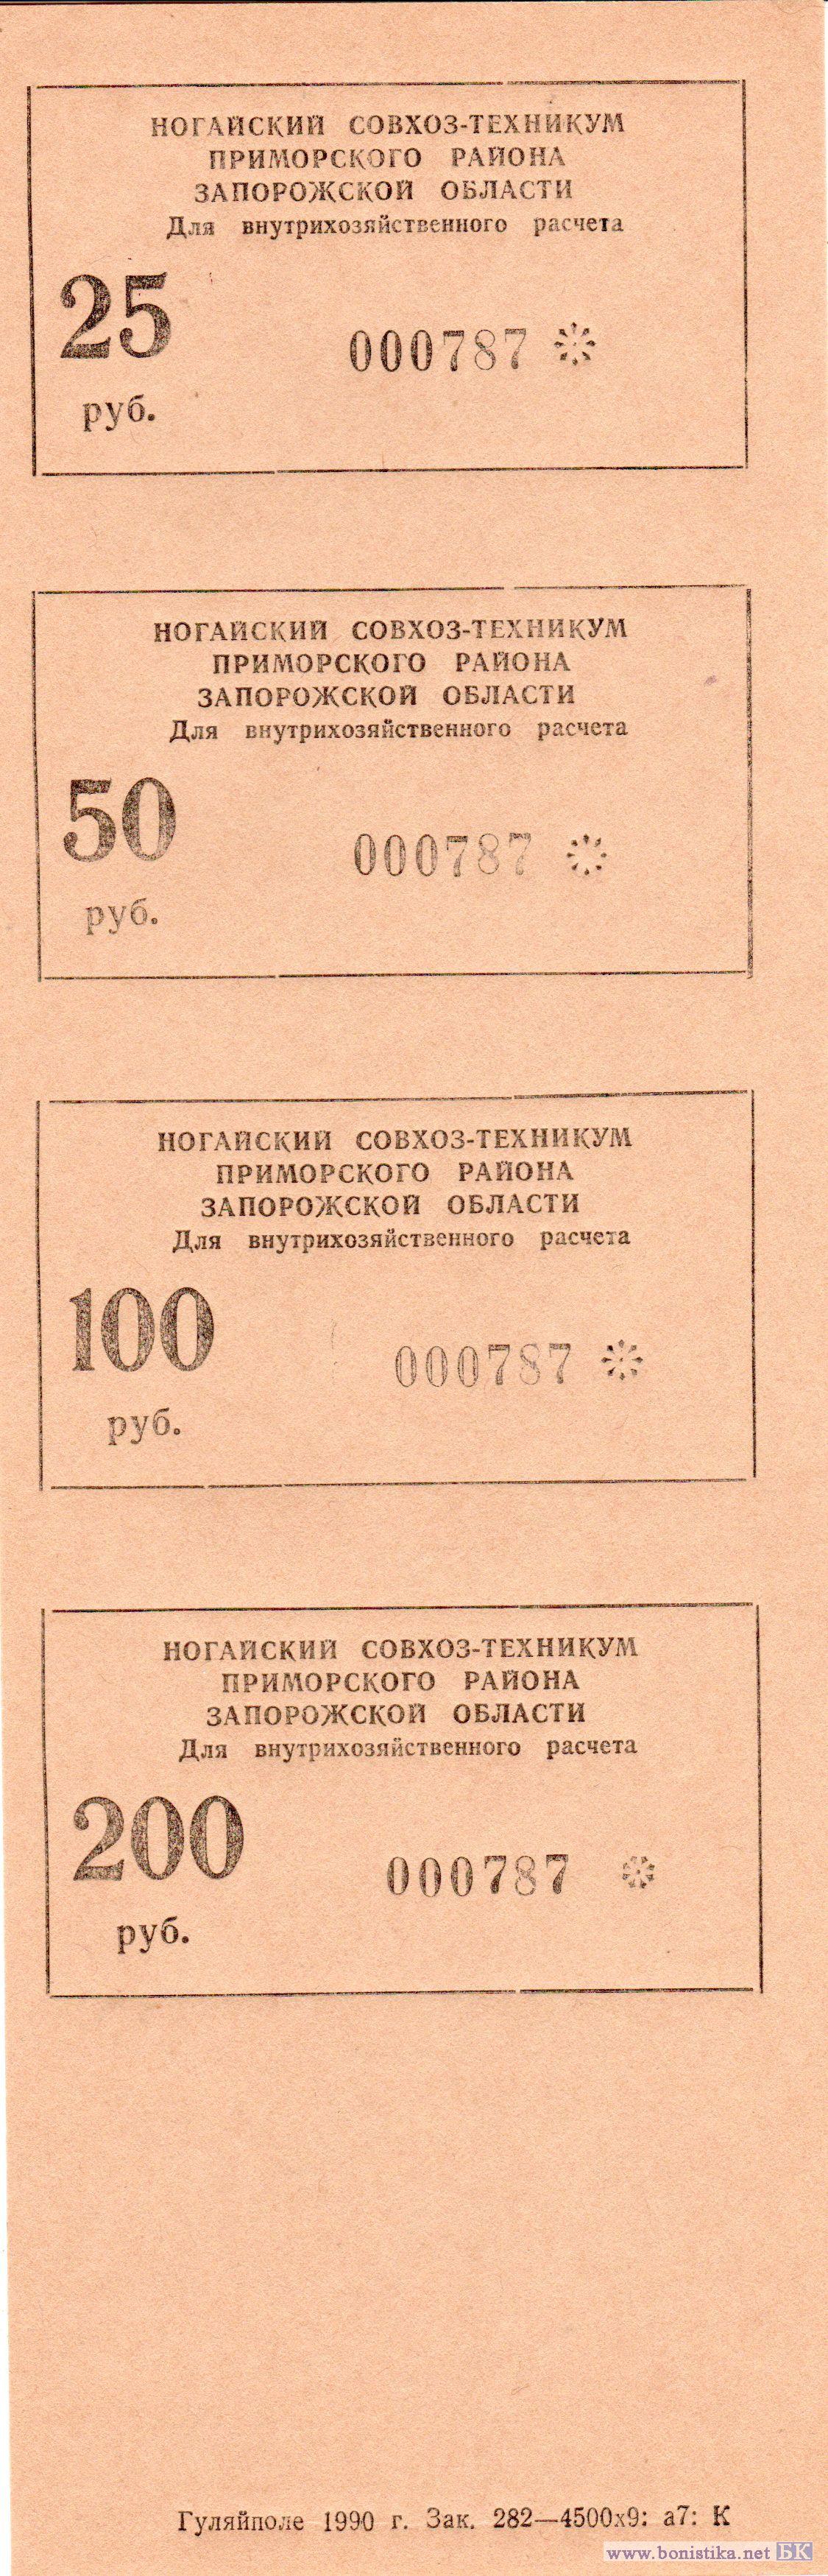 НОГАЙСКИЙ СОВХОЗ-ТЕХНИКУМ
ПРИМОРСКОГО РАЙОНА
ЗАПОРОЖСКОЙ ОБЛАСТИ
Для внутрихозяйственного расчета
25
000787
руб.
НОГАЙСКИЙ СОВХОЗ-ТЕХНИКУМ
ПРИМОРСКОГО РАЙОНА
ЗАПОРОЖСКОЙ ОБЛАСТИ
Для внутрихозяйственного расчета
50
000787
руб.
НОГАЙСКИЙ СОВХОЗ-ТЕХНИКУМ
ПРИМОРСКОГО РАЙОНА
ЗАПОРОЖСКОЙ ОБЛАСТИ
Для внутрихозяйственного расчета
100
000787
руб.
НОГАЙСКИЙ СОВХОЗ-ТЕХНИКУМ
ПРИМОРСКОГО РАЙОНА
ЗАПОРОЖСКОЙ ОБЛАСТИ
Для внутрихозяйственного расчета
200
000787
руб.
Гуляйполе 1990 г. Зак. 282—4500х9: а7: К
www.bonistika.net БК